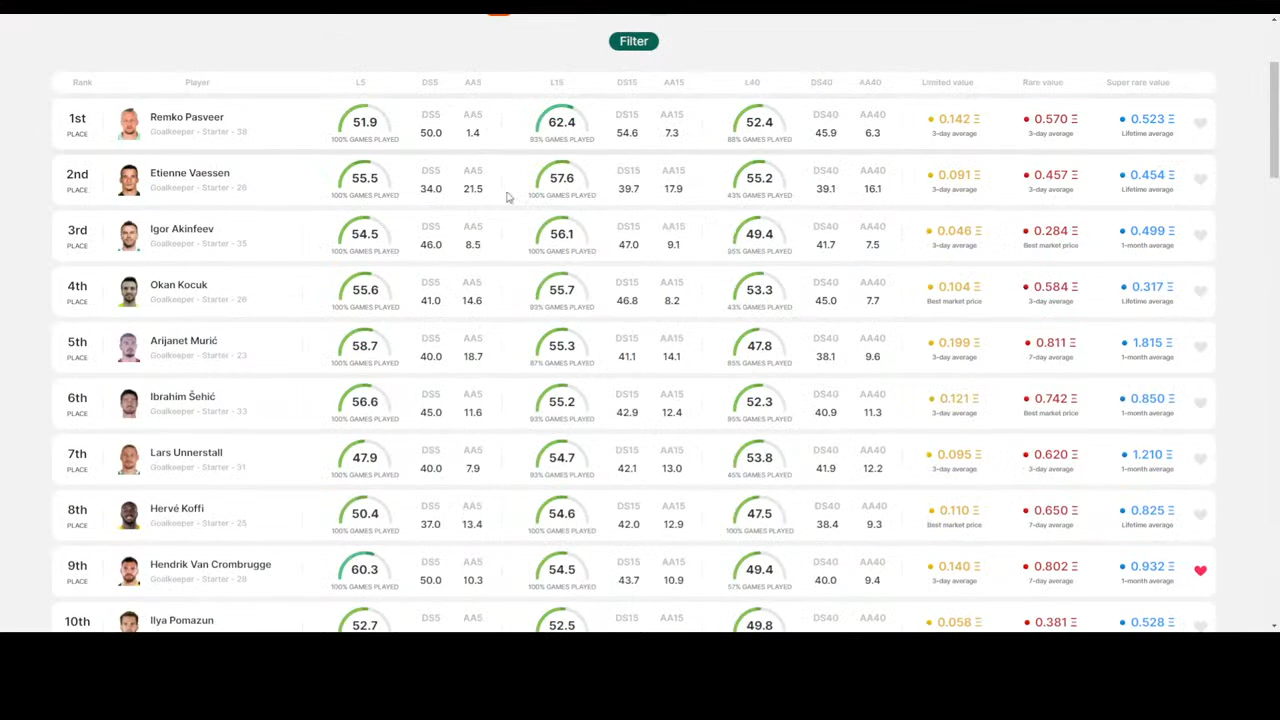 Filter
Rank Player L5 DS5 AA5 L15 DS15 AA15 L40 DS40 AA40 Limited value Rare value Super rare value
1st PLACE Remko Pasveer Goalkeeper - Starter - 38 51.9 100% GAMES PLAYED DS5 50.0 AA5 1.4 62.4 93% GAMES PLAYED DS15 54.6 AA15 7.3 52.4 88% GAMES PLAYED DS40 45.9 AA40 6.3 0.142 Ξ 3-day average 0.570 Ξ 3-day average 0.523 Ξ Lifetime average
2nd PLACE Etienne Vaessen Goalkeeper - Starter - 26 55.5 100% GAMES PLAYED DS5 34.0 AA5 21.5 57.6 100% GAMES PLAYED DS15 39.7 AA15 17.9 55.2 43% GAMES PLAYED DS40 39.1 AA40 16.1 0.091 Ξ 3-day average 0.457 Ξ 3-day average 0.454 Ξ Lifetime average
3rd PLACE Igor Akinfeev Goalkeeper - Starter - 35 54.5 100% GAMES PLAYED DS5 46.0 AA5 8.5 56.1 100% GAMES PLAYED DS15 47.0 AA15 9.1 49.4 95% GAMES PLAYED DS40 41.7 AA40 7.5 0.046 Ξ 3-day average 0.284 Ξ Best market price 0.499 Ξ 1-month average
4th PLACE Okan Kocuk Goalkeeper - Starter - 26 55.6 100% GAMES PLAYED DS5 41.0 AA5 14.6 55.7 93% GAMES PLAYED DS15 46.8 AA15 8.2 53.3 43% GAMES PLAYED DS40 45.0 AA40 7.7 0.104 Ξ Best market price 0.584 Ξ 3-day average 0.317 Ξ Lifetime average
5th PLACE Arijanet Murić Goalkeeper - Starter - 23 58.7 100% GAMES PLAYED DS5 40.0 AA5 18.7 55.3 87% GAMES PLAYED DS15 41.1 AA15 14.1 47.8 85% GAMES PLAYED DS40 38.1 AA40 9.6 0.199 Ξ 3-day average 0.811 Ξ 7-day average 1.815 Ξ 1-month average
6th PLACE Ibrahim Šehić Goalkeeper - Starter - 33 56.6 100% GAMES PLAYED DS5 45.0 AA5 11.6 55.2 93% GAMES PLAYED DS15 42.9 AA15 12.4 52.3 95% GAMES PLAYED DS40 40.9 AA40 11.3 0.121 Ξ 3-day average 0.742 Ξ Best market price 0.850 Ξ 1-month average
7th PLACE Lars Unnerstall Goalkeeper - Starter - 31 47.9 100% GAMES PLAYED DS5 40.0 AA5 7.9 54.7 93% GAMES PLAYED DS15 42.1 AA15 13.0 53.8 45% GAMES PLAYED DS40 41.9 AA40 12.2 0.095 Ξ 3-day average 0.620 Ξ 3-day average 1.210 Ξ 1-month average
8th PLACE Hervé Koffi Goalkeeper - Starter - 25 50.4 100% GAMES PLAYED DS5 37.0 AA5 13.4 54.6 100% GAMES PLAYED DS15 42.0 AA15 12.9 47.5 100% GAMES PLAYED DS40 38.4 AA40 9.3 0.110 Ξ Best market price 0.650 Ξ 7-day average 0.825 Ξ Lifetime average
9th PLACE Hendrik Van Crombrugge Goalkeeper - Starter - 28 60.3 100% GAMES PLAYED DS5 50.0 AA5 10.3 54.5 100% GAMES PLAYED DS15 43.7 AA15 10.9 49.4 57% GAMES PLAYED DS40 40.0 AA40 9.4 0.140 Ξ 3-day average 0.802 Ξ 7-day average 0.932 Ξ 1-month average
10th Ilya Pomazun 52.7 DS5 AA5 52.5 DS15 AA15 49.8 DS40 AA40 0.058 Ξ 0.381 Ξ 0.528 Ξ